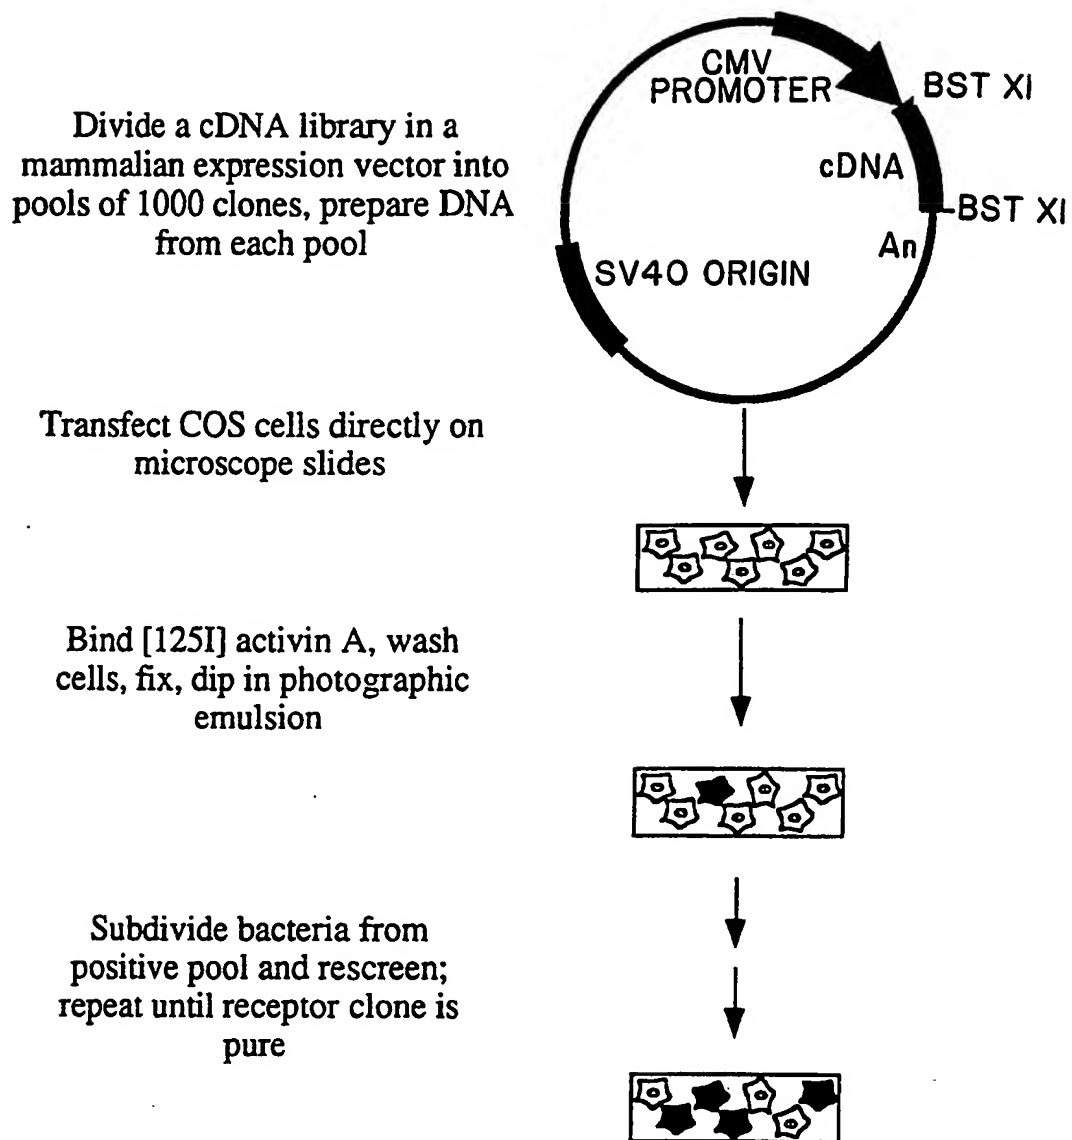 CMV
PROMOTER
BST XI
cDNA
BST XI
An
SV40 ORIGIN
Divide a cDNA library in a
mammalian expression vector into
pools of 1000 clones, prepare DNA
from each pool
Transfect COS cells directly on
microscope slides
Bind [125I] activin A, wash
cells, fix, dip in photographic
emulsion
Subdivide bacteria from
positive pool and rescreen;
repeat until receptor clone is
pure